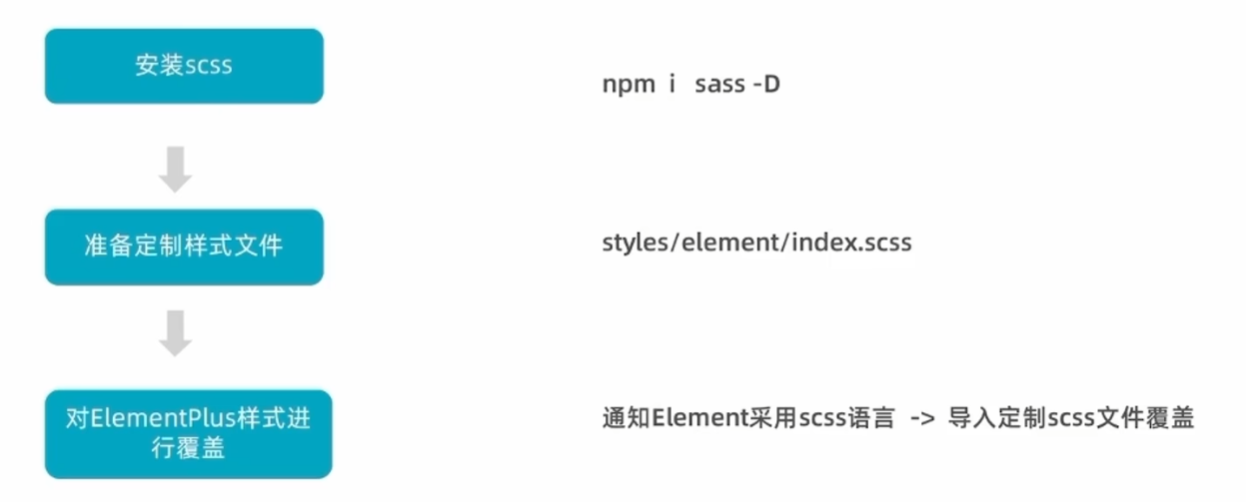 安装scss
npm i sass -D
准备定制样式文件
styles/element/index.scss
对ElementPlus样式进
行覆盖
通知Element采用scss语言 -> 导入定制scss文件覆盖